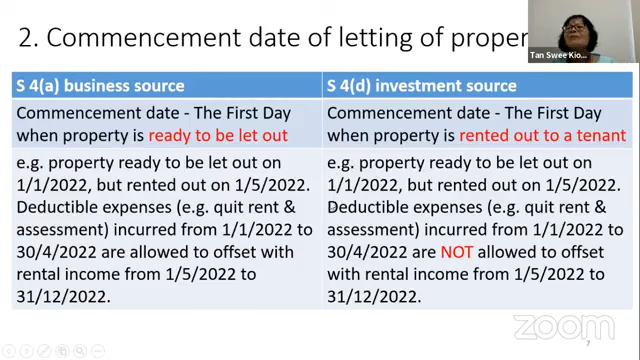 2. Commencement date of letting of proper
Tan Swee Kio...
S 4(a) business source
Commencement date - The First Day
when property is ready to be let out
e.g. property ready to be let out on
1/1/2022, but rented out on 1/5/2022.
Deductible expenses (e.g. quit rent &
assessment) incurred from 1/1/2022 to
30/4/2022 are allowed to offset with
rental income from 1/5/2022 to
31/12/2022.
S 4(d) investment source
Commencement date - The First Day
when property is rented out to a tenant
e.g. property ready to be let out on
1/1/2022, but rented out on 1/5/2022.
Deductible expenses (e.g. quit rent &
assessment) incurred from 1/1/2022 to
30/4/2022 are NOT allowed to offset
with rental income from 1/5/2022 to
31/12/2022.
zoom
7